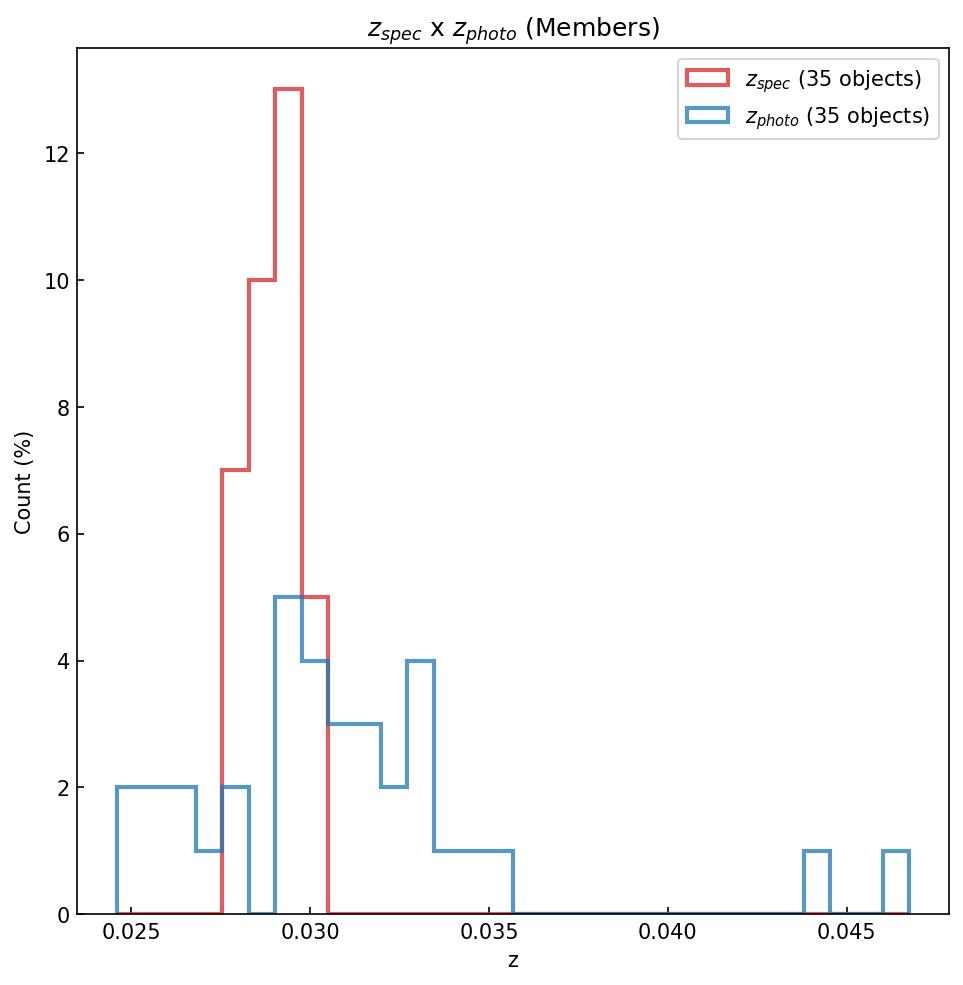 z_spec x z_photo (Members)
z_spec (35 objects)
z_photo (35 objects)
Count (%)
12
10
8
6
4
2
0
0.025 0.030 0.035 0.040 0.045
z